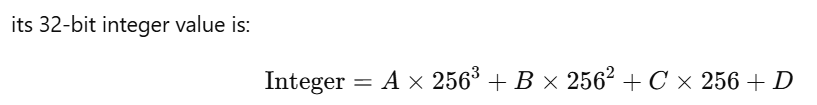 its 32-bit integer value is:
Integer = A × 256³ + B × 256² + C × 256 + D